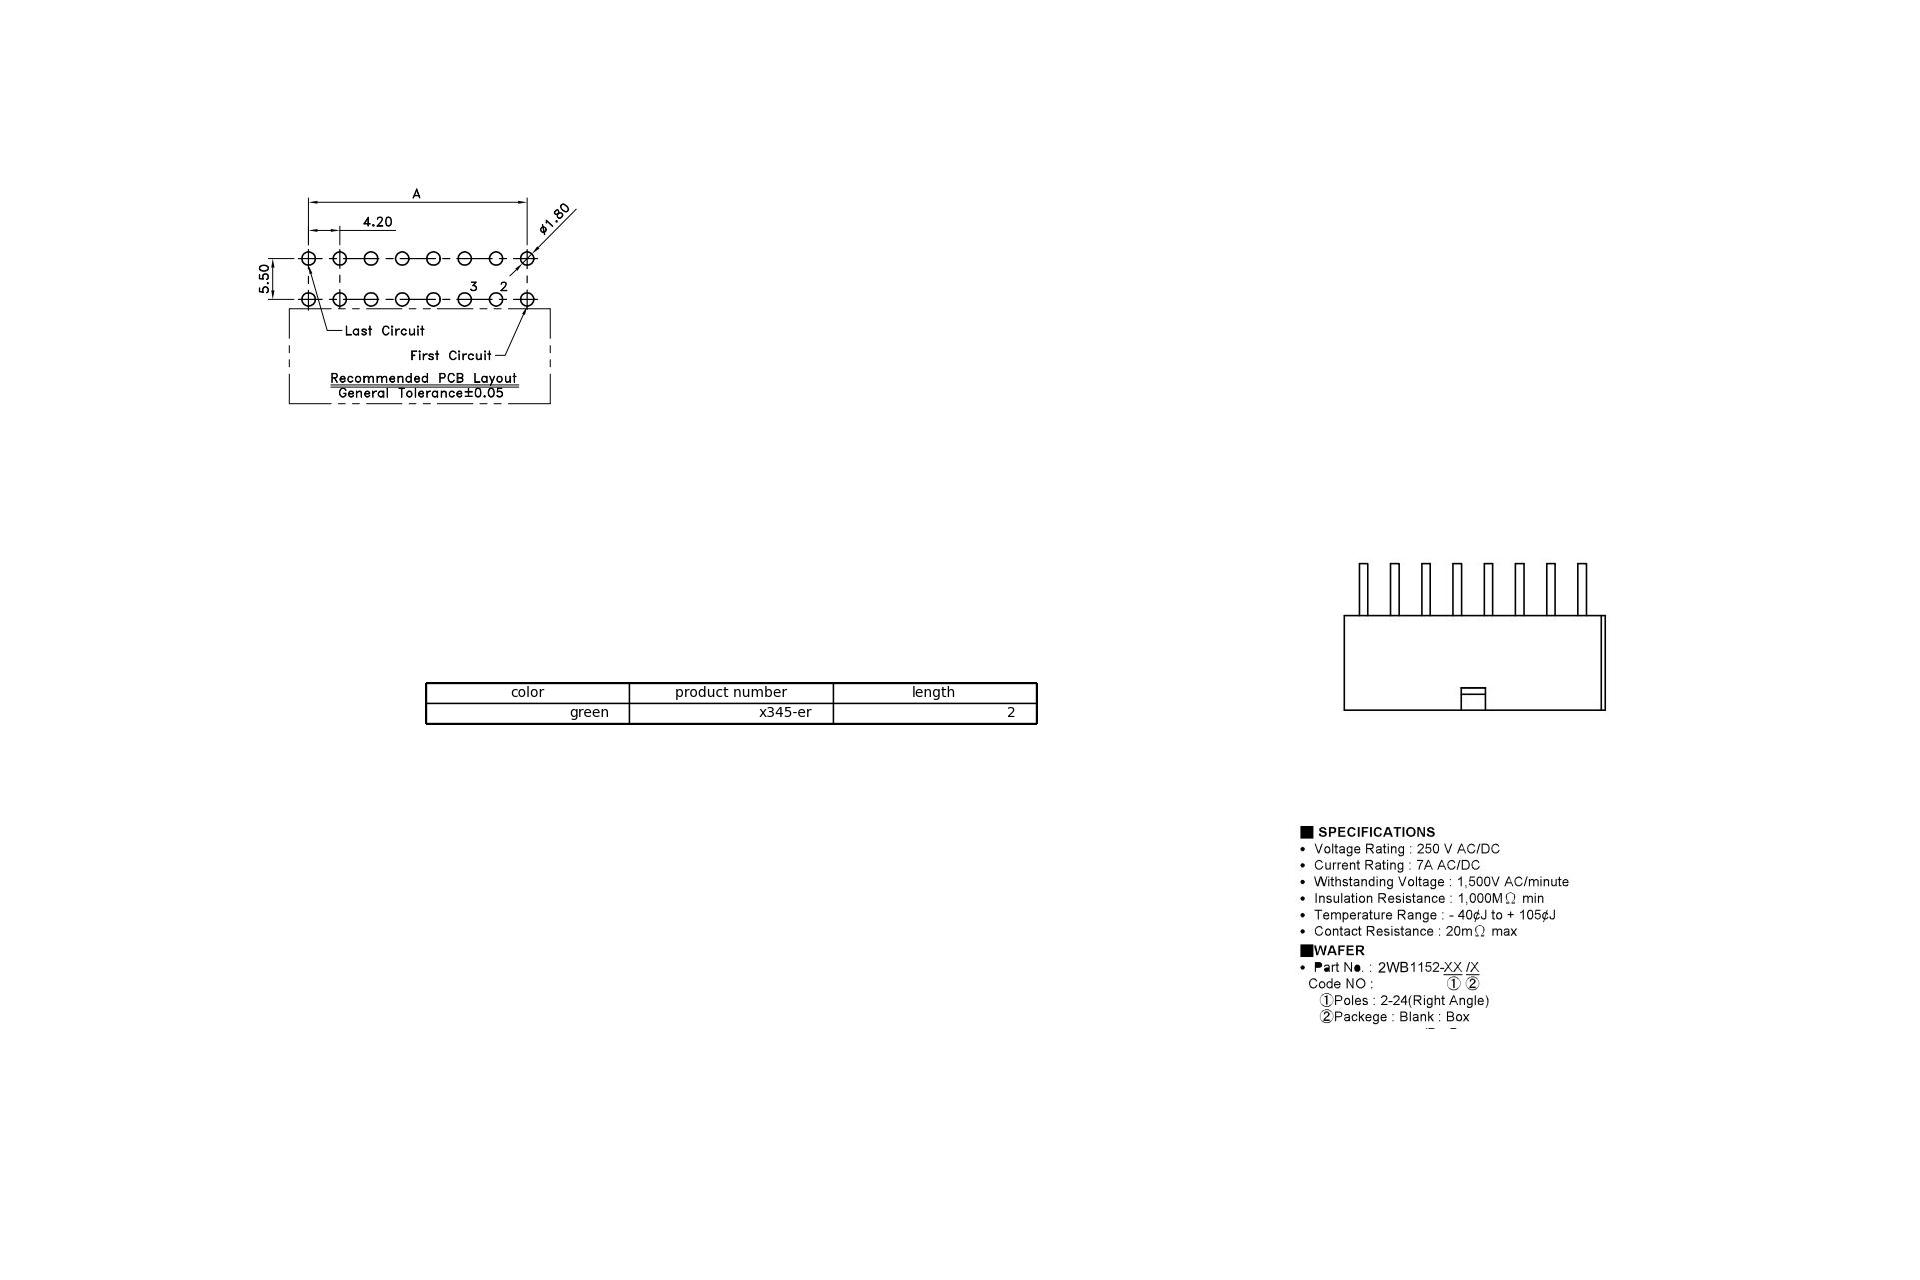 A
4.20
ø1.80
5.50
3 2
Last Circuit
First Circuit
Recommended PCB Layout
General Tolerance±0.05
color product number length
green x345-er 2
■ SPECIFICATIONS
• Voltage Rating : 250 V AC/DC
• Current Rating : 7A AC/DC
• Withstanding Voltage : 1,500V AC/minute
• Insulation Resistance : 1,000MΩ min
• Temperature Range : - 40¢J to + 105¢J
• Contact Resistance : 20mΩ max
■WAFER
• Part No. : 2WB1152-XX /X
Code NO : ① ②
①Poles : 2-24(Right Angle)
②Packege : Blank : Box